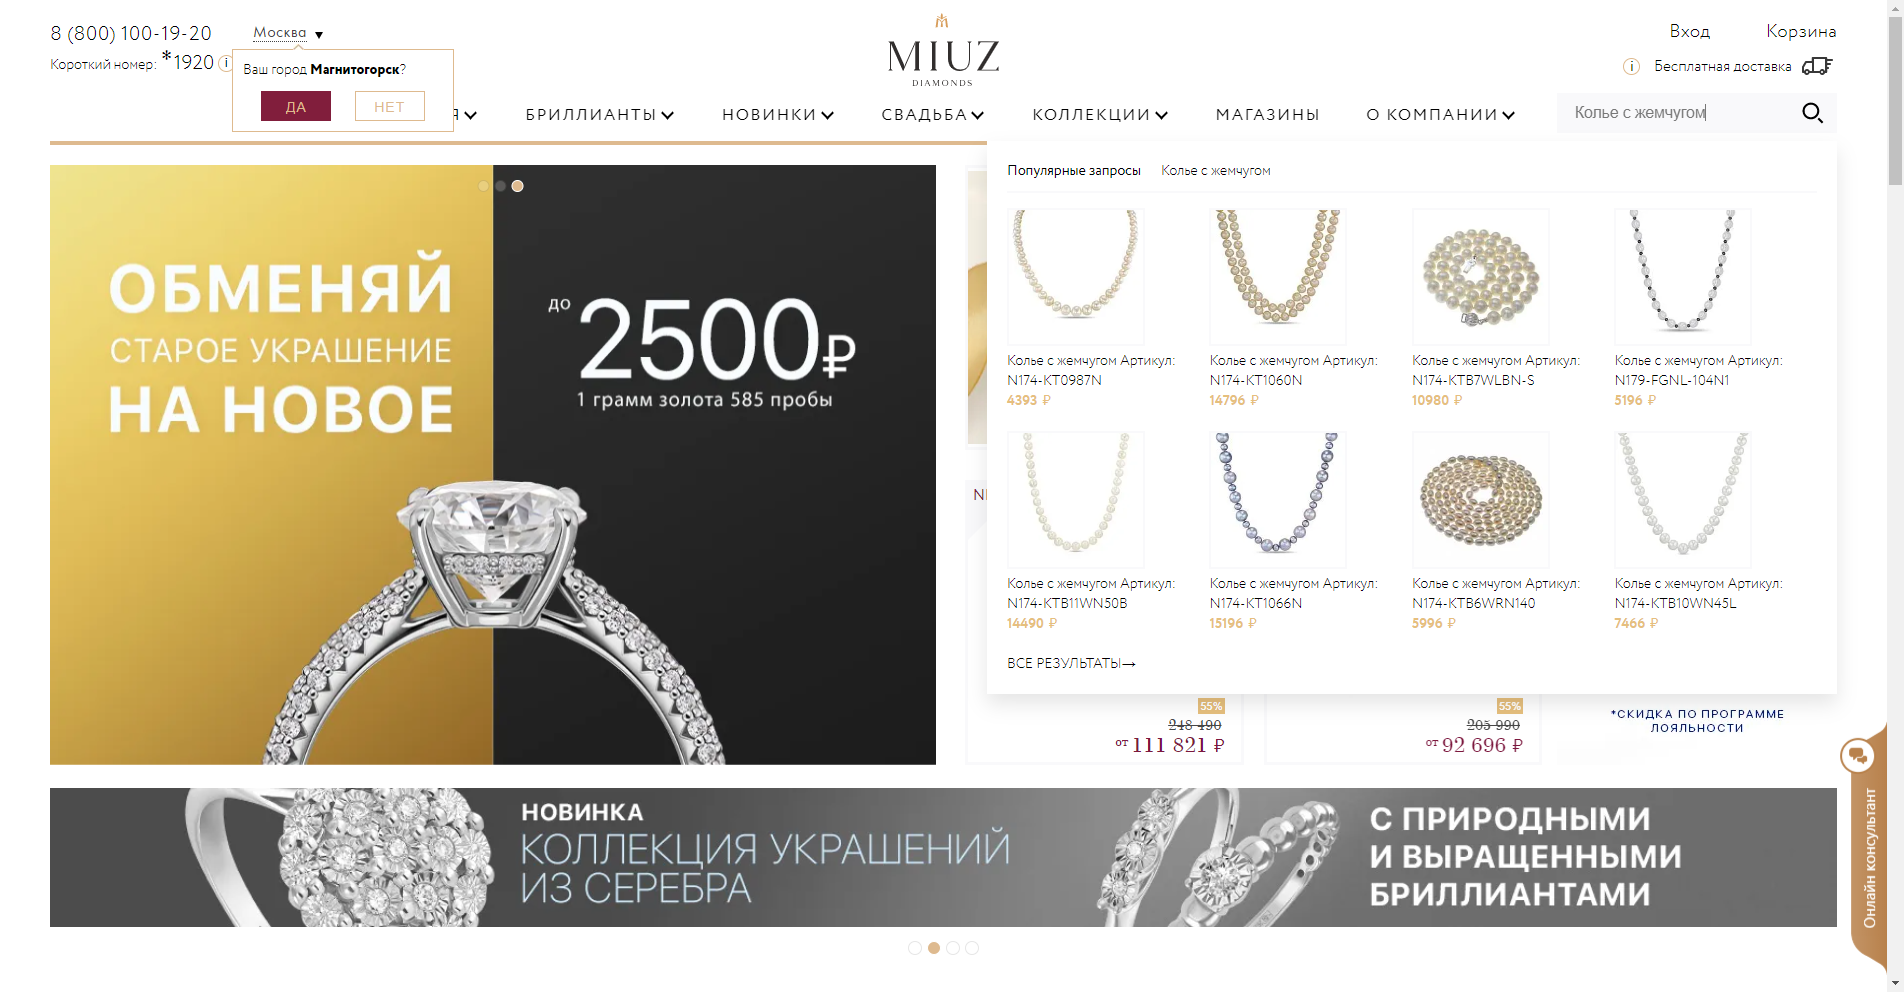 8 (800) 100-19-20
Москва ▼
Короткий номер: *1920 i
Ваш город Магнитогорск?
ДА
НЕТ
MIUZ
DIAMONDS
Вход
Корзина
i Бесплатная доставка
БРИЛЛИАНТЫ
НОВИНКИ
СВАДЬБА
КОЛЛЕКЦИИ
МАГАЗИНЫ
О КОМПАНИИ
Колье с жемчугом
ОБМЕНЯЙ
СТАРОЕ УКРАШЕНИЕ
НА НОВОЕ
до 2500₽
1 грамм золота 585 пробы
Популярные запросы
Колье с жемчугом
Колье с жемчугом Артикул:
N174-KT0987N
4393 ₽
Колье с жемчугом Артикул:
N174-KT1060N
14796 ₽
Колье с жемчугом Артикул:
N174-KTB7WLBN-S
10980 ₽
Колье с жемчугом Артикул:
N179-FGNL-104N1
5196 ₽
Колье с жемчугом Артикул:
N174-KTB11WN50B
14490 ₽
Колье с жемчугом Артикул:
N174-KT1066N
15196 ₽
Колье с жемчугом Артикул:
N174-KTB6WRN140
5996 ₽
Колье с жемчугом Артикул:
N174-KTB10WN45L
7466 ₽
ВСЕ РЕЗУЛЬТАТЫ→
55%
248 490
от 111 821 ₽
55%
205 990
от 92 696 ₽
*СКИДКА ПО ПРОГРАММЕ
ЛОЯЛЬНОСТИ
Онлайн консультант
НОВИНКА
КОЛЛЕКЦИЯ УКРАШЕНИЙ
ИЗ СЕРЕБРА
С ПРИРОДНЫМИ
И ВЫРАЩЕННЫМИ
БРИЛЛИАНТАМИ